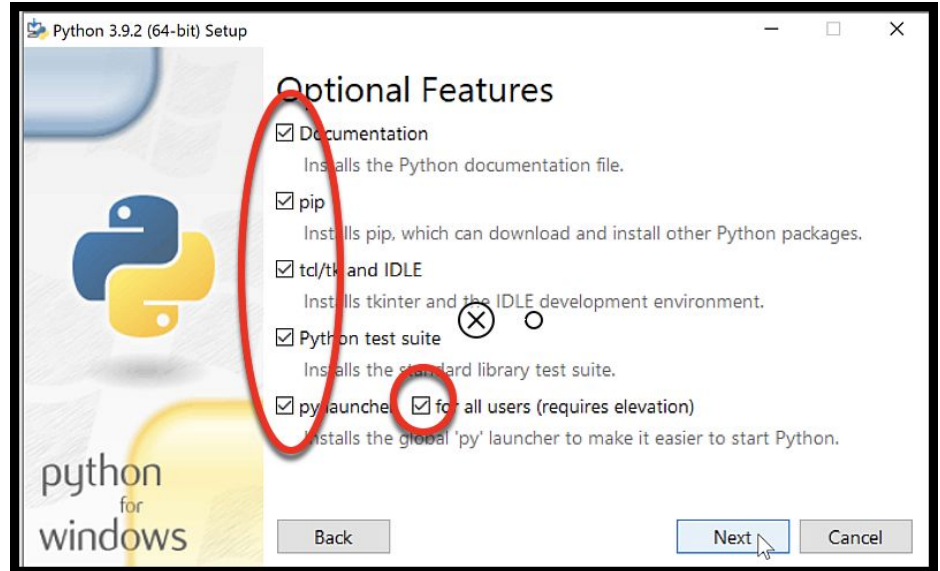 Python 3.9.2 (64-bit) Setup
Optional Features
Documentation
Installs the Python documentation file.
pip
Installs pip, which can download and install other Python packages.
tcl/tk and IDLE
Installs tkinter and the IDLE development environment.
Python test suite
Installs the standard library test suite.
py launcher for all users (requires elevation)
Installs the global 'py' launcher to make it easier to start Python.
python
for
windows
Back Next Cancel